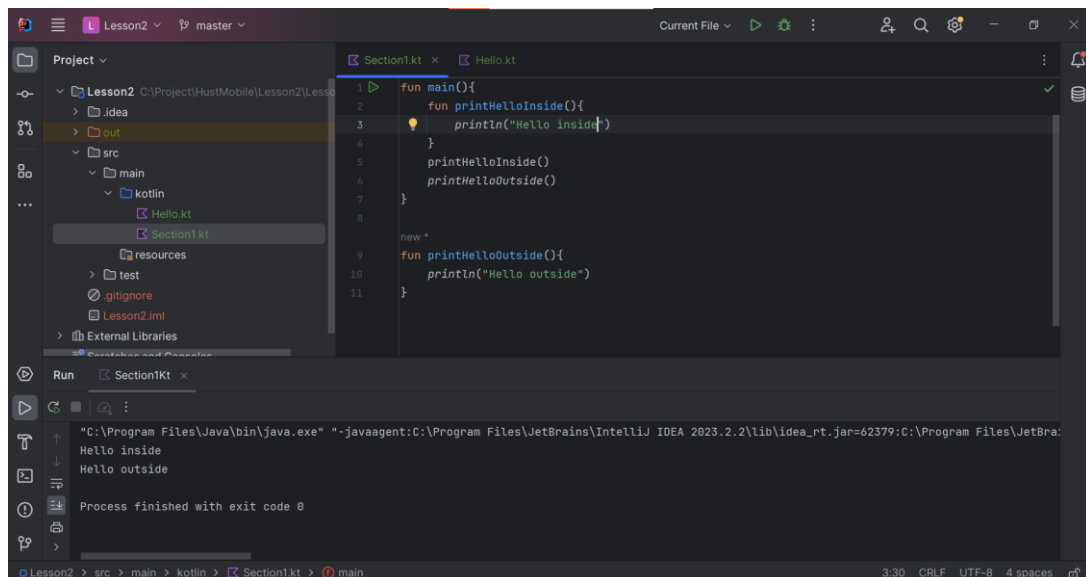 L Lesson2 master Current File
Project
Section1.kt × Hello.kt
Lesson2 C:\Project\HustMobile\Lesson2\Lesso
.idea
out
src
main
kotlin
Hello.kt
Section1.kt
resources
test
.gitignore
Lesson2.iml
External Libraries
Scratches and Consoles
1 fun main(){
2 fun printHelloInside(){
3 println("Hello inside")
4 }
5 printHelloInside()
6 printHelloOutside()
7 }
8
new *
9 fun printHelloOutside(){
10 println("Hello outside")
11 }
Run Section1Kt ×
"C:\Program Files\Java\bin\java.exe" "-javaagent:C:\Program Files\JetBrains\IntelliJ IDEA 2023.2.2\lib\idea_rt.jar=62379:C:\Program Files\JetBra
Hello inside
Hello outside
Process finished with exit code 0
Lesson2 > src > main > kotlin > Section1.kt > main 3:30 CRLF UTF-8 4 spaces